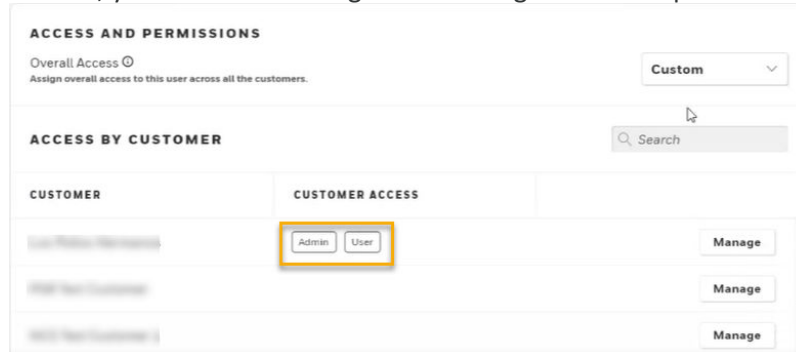 ACCESS AND PERMISSIONS
Overall Access
Assign overall access to this user across all the customers.
Custom
ACCESS BY CUSTOMER
Search
CUSTOMER CUSTOMER ACCESS
Admin User Manage
Manage
Manage